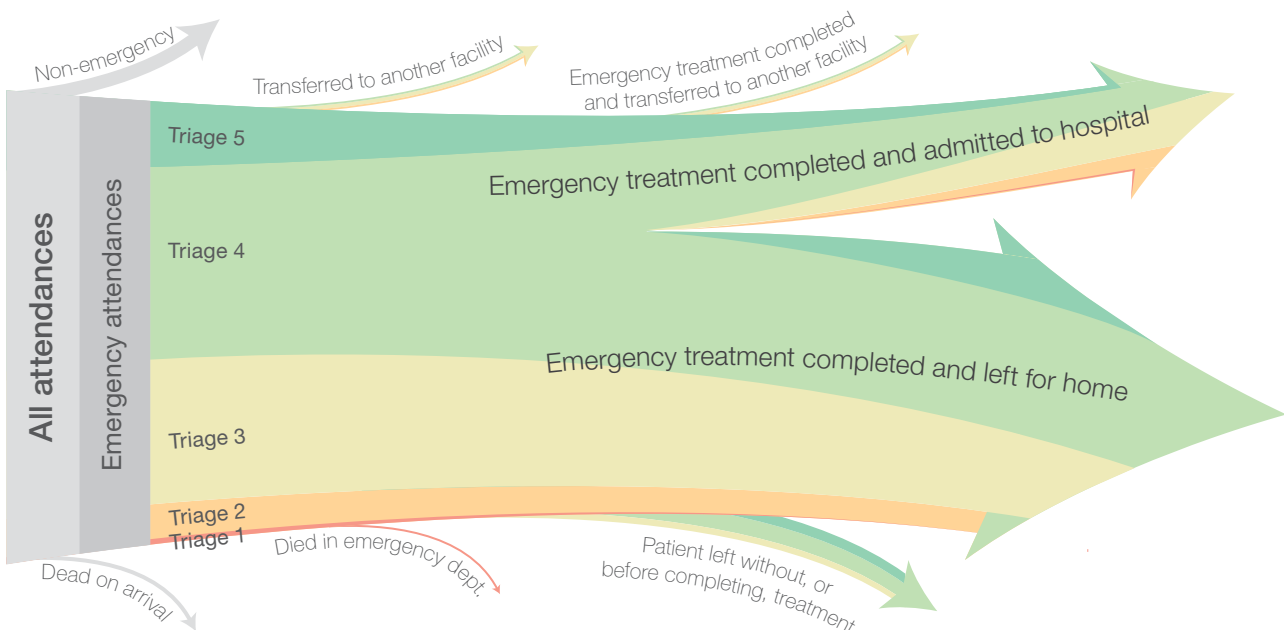 Non-emergency
Transferred to another facility
Emergency treatment completed
and transferred to another facility
Triage 5
Emergency treatment completed and admitted to hospital
All attendances
Emergency attendances
Triage 4
Emergency treatment completed and left for home
Triage 3
Triage 2
Triage 1
Died in emergency dept.
Patient left without, or
before completing, treatment
Dead on arrival